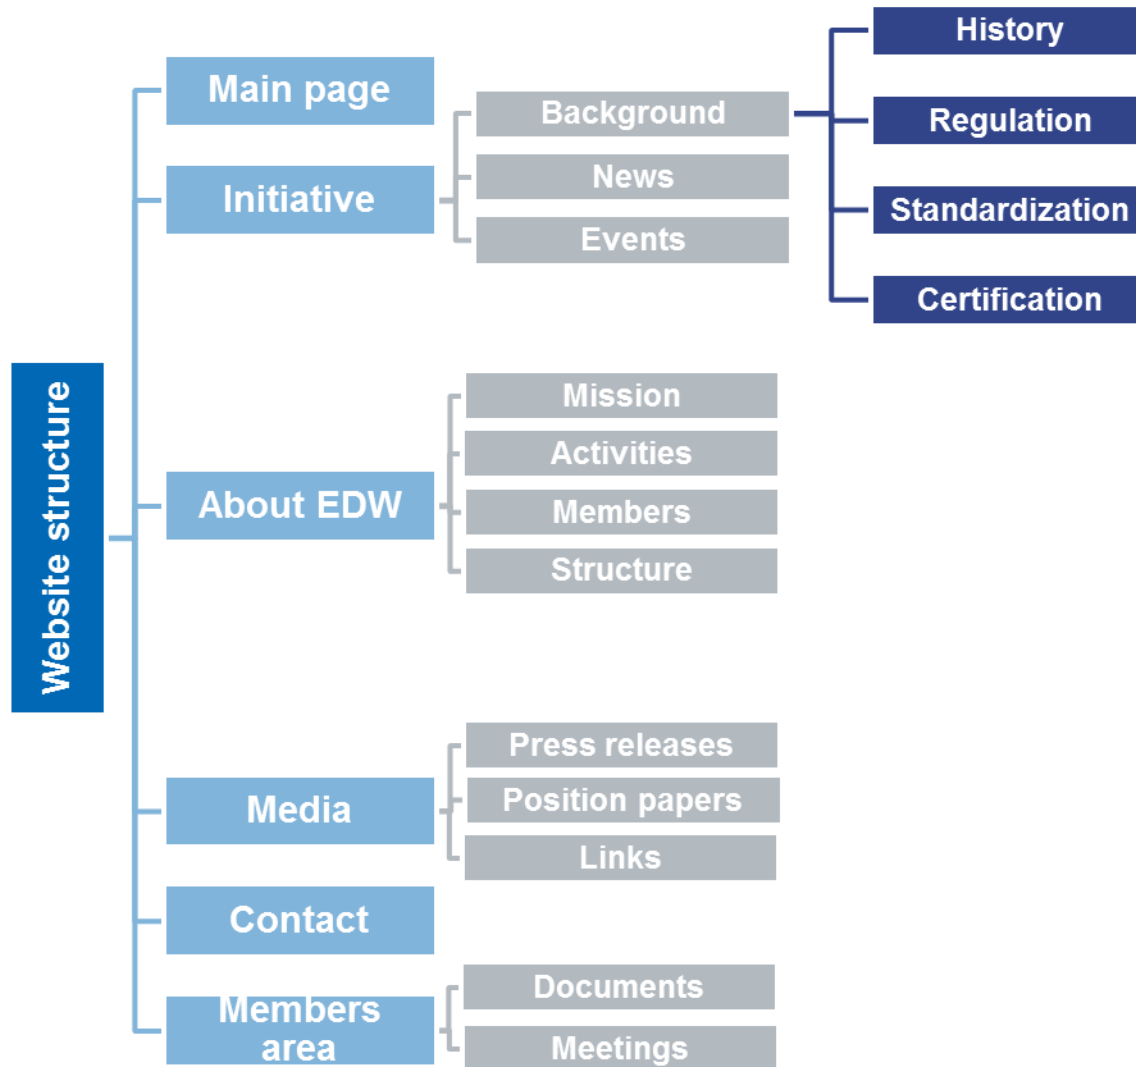 Website structure
Main page
Initiative
Background
History
Regulation
Standardization
Certification
News
Events
About EDW
Mission
Activities
Members
Structure
Media
Press releases
Position papers
Links
Contact
Members
area
Documents
Meetings